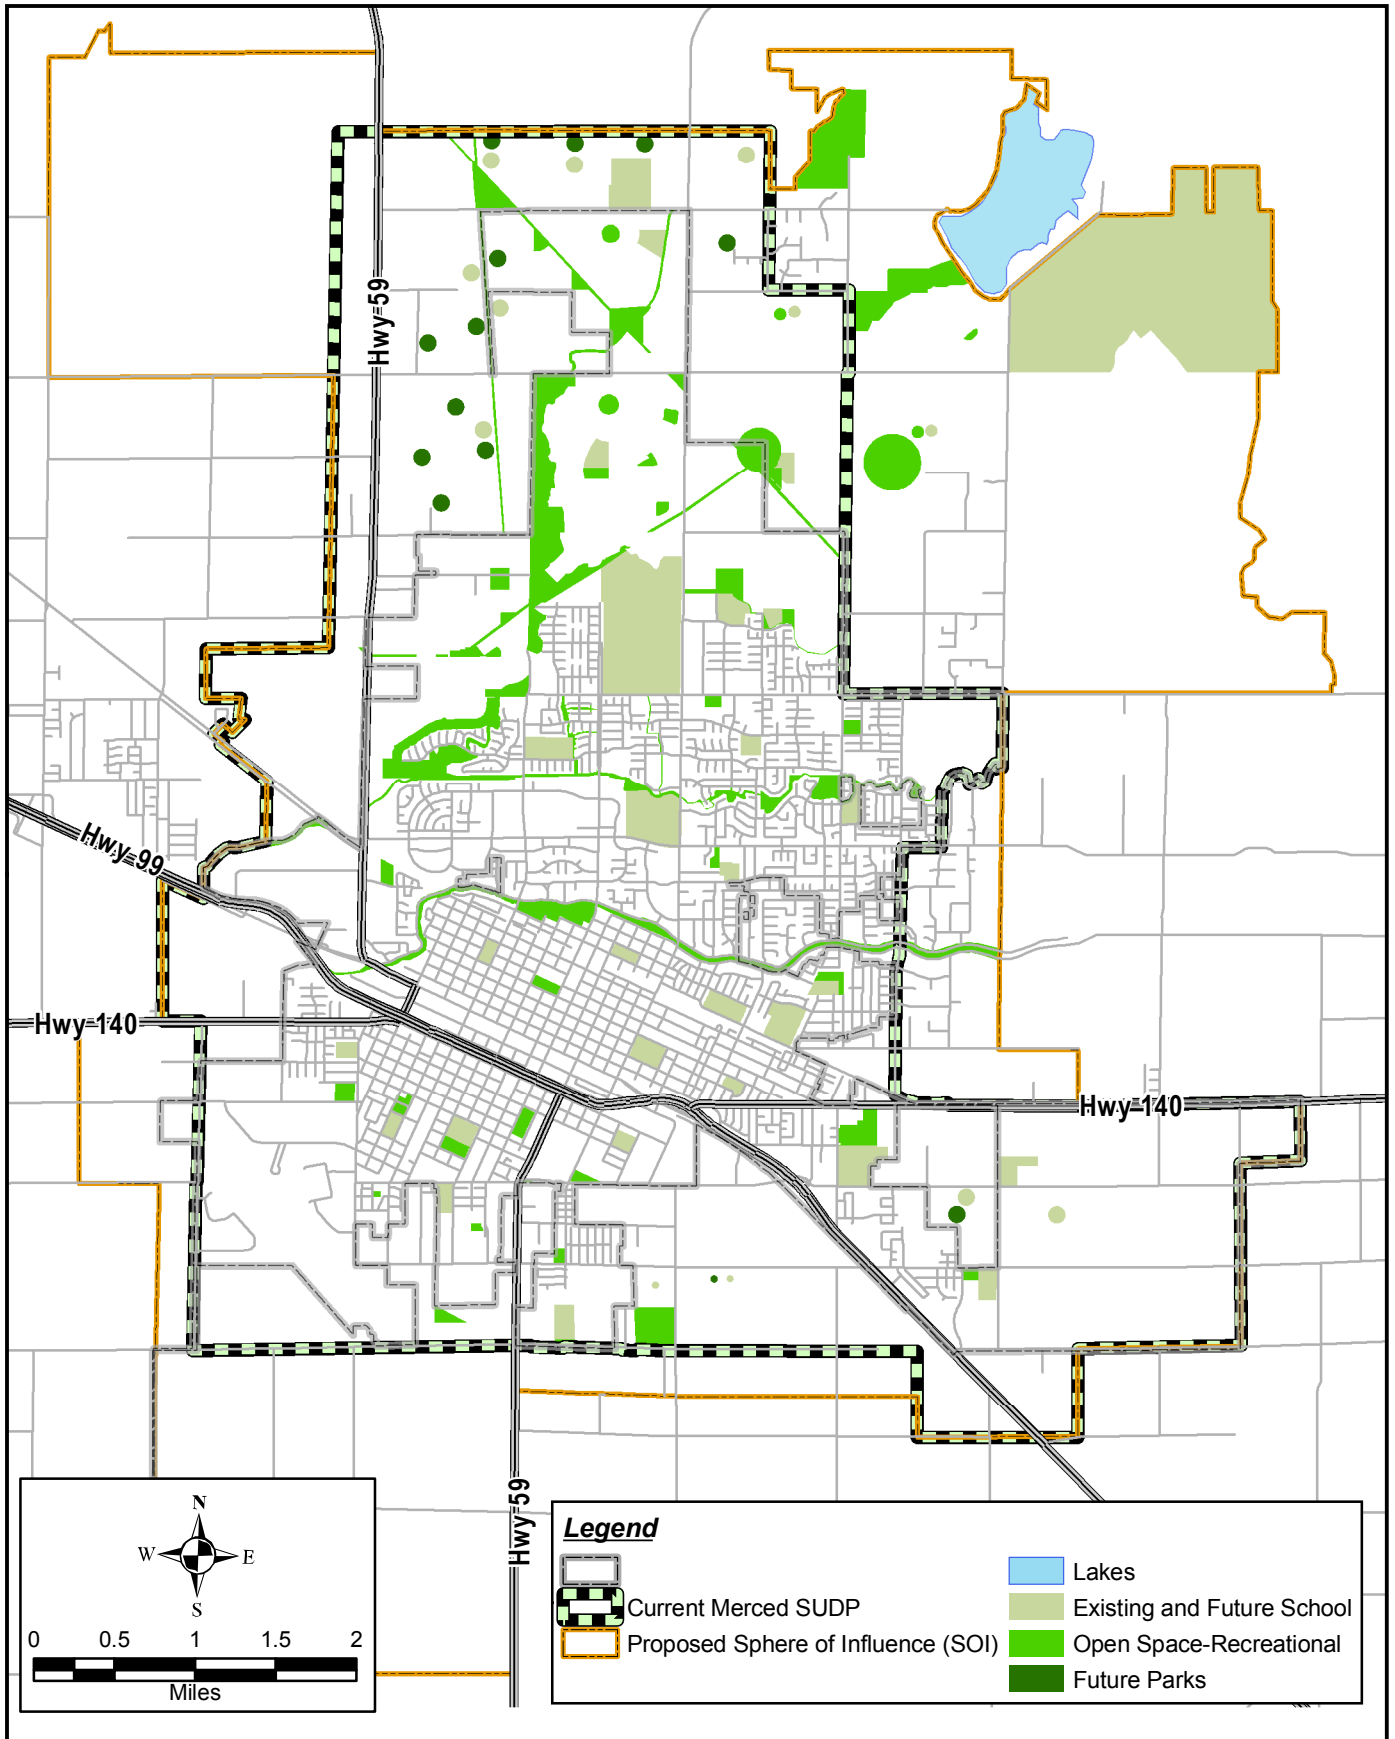 Hwy 59
Hwy 99
Hwy 140
Hwy 140
Hwy 59
N
W
E
S
0 0.5 1 1.5 2
Miles
Legend
Current Merced SUDP
Proposed Sphere of Influence (SOI)
Lakes
Existing and Future School
Open Space-Recreational
Future Parks